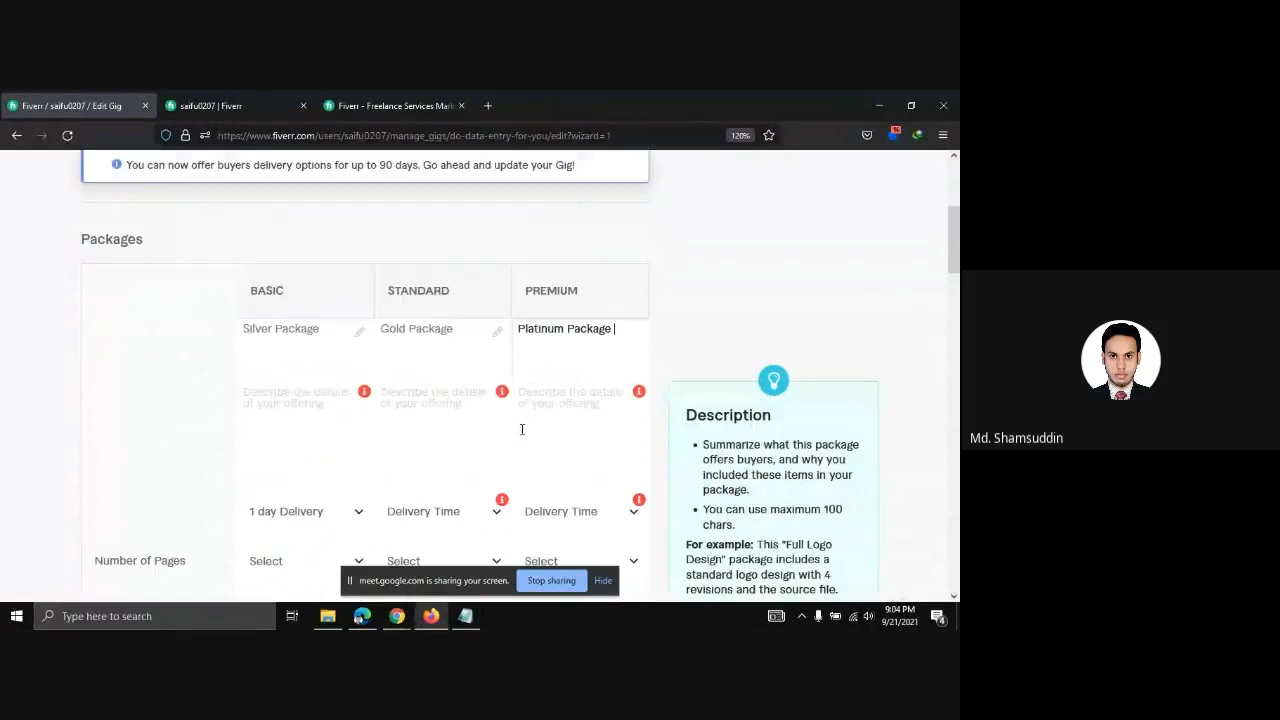 Fiverr / saifu0207 / Edit Gig
saifu0207 | Fiverr
Fiverr - Freelance Services Mark
https://www.fiverr.com/users/saifu0207/manage_gigs/do-data-entry-for-you/edit?wizard=1
120%
You can now offer buyers delivery options for up to 90 days. Go ahead and update your Gig!
Packages
BASIC
STANDARD
PREMIUM
Silver Package
Gold Package
Platinum Package
Describe the details
of your offering
Describe the details
of your offering
Describe the details
of your offering
1 day Delivery
Delivery Time
Delivery Time
Number of Pages
Select
Select
Select
Description
• Summarize what this package
offers buyers, and why you
included these items in your
package.
• You can use maximum 100
chars.
For example: This "Full Logo
Design" package includes a
standard logo design with 4
revisions and the source file.
meet.google.com is sharing your screen.
Stop sharing
Hide
Type here to search
9:04 PM
9/21/2021
4
Md. Shamsuddin